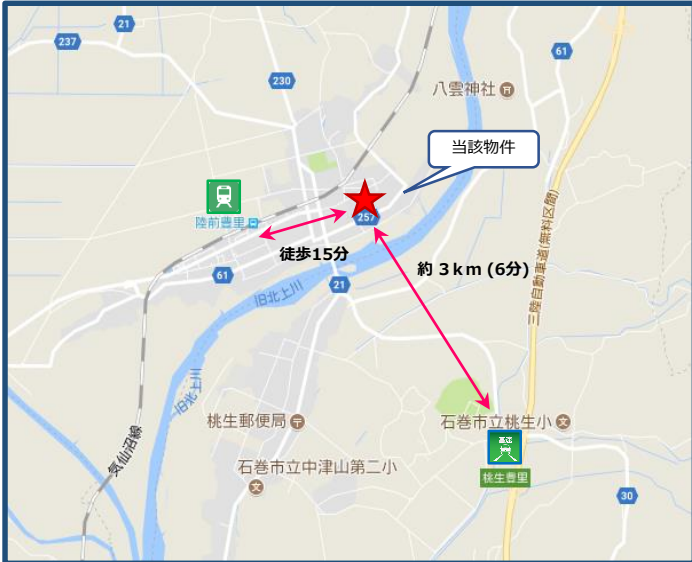 21
237
230
61
八雲神社
当該物件
陸前豊里
257
徒歩15分
約 3km (6分)
三陸自動車道(無料区間)
61
21
旧北上川
旧北上川
気仙沼線
桃生郵便局
石巻市立桃生小
文
桃生豊里
石巻市立中津山第二小
文
30